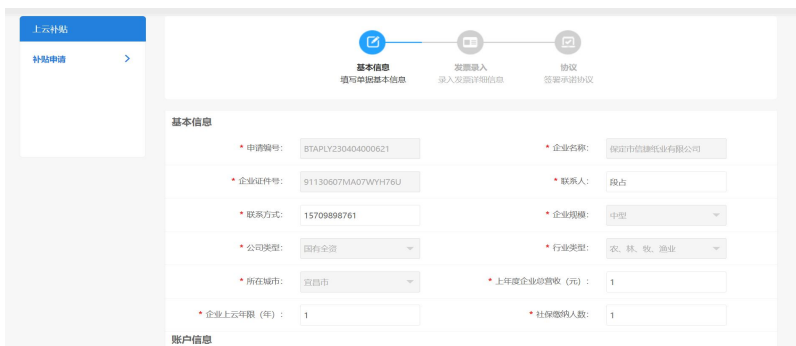 上云补贴
补贴申请
基本信息
填写单据基本信息
发票录入
录入发票详细信息
协议
签署承诺协议
基本信息
* 申请编号: BTAPLY230404000621
* 企业名称: 保定市信捷纸业有限公司
* 企业证件号: 91130607MA07WYH76U
* 联系人: 段占
* 联系方式: 15709898761
* 企业规模: 中型
* 公司类型: 国有全资
* 行业类型: 农、林、牧、渔业
* 所在城市: 宜昌市
* 上年度企业总营收（元）: 1
* 企业上云年限（年）: 1
* 社保缴纳人数: 1
账户信息